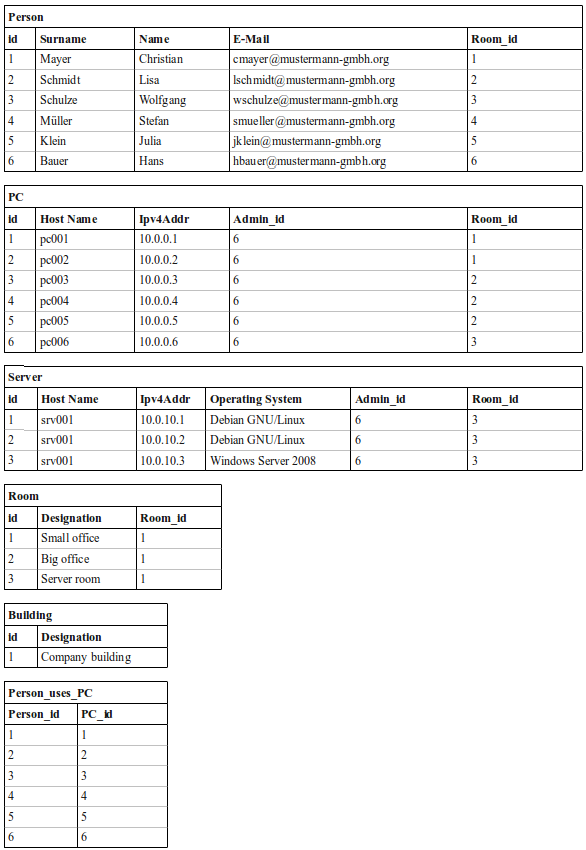 Person
id Surname Name E-Mail Room_id
1 Mayer Christian cmayer@mustermann-gmbh.org 1
2 Schmidt Lisa lschmidt@mustermann-gmbh.org 2
3 Schulze Wolfgang wschulze@mustermann-gmbh.org 3
4 Müller Stefan smueller@mustermann-gmbh.org 4
5 Klein Julia jklein@mustermann-gmbh.org 5
6 Bauer Hans hbauer@mustermann-gmbh.org 6
PC
id Host Name Ipv4Addr Admin_id Room_id
1 pc001 10.0.0.1 6 1
2 pc002 10.0.0.2 6 1
3 pc003 10.0.0.3 6 2
4 pc004 10.0.0.4 6 2
5 pc005 10.0.0.5 6 2
6 pc006 10.0.0.6 6 3
Server
id Host Name Ipv4Addr Operating System Admin_id Room_id
1 srv001 10.0.10.1 Debian GNU/Linux 6 3
2 srv001 10.0.10.2 Debian GNU/Linux 6 3
3 srv001 10.0.10.3 Windows Server 2008 6 3
Room
id Designation Room_id
1 Small office 1
2 Big office 1
3 Server room 1
Building
id Designation
1 Company building
Person_uses_PC
Person_id PC_id
1 1
2 2
3 3
4 4
5 5
6 6